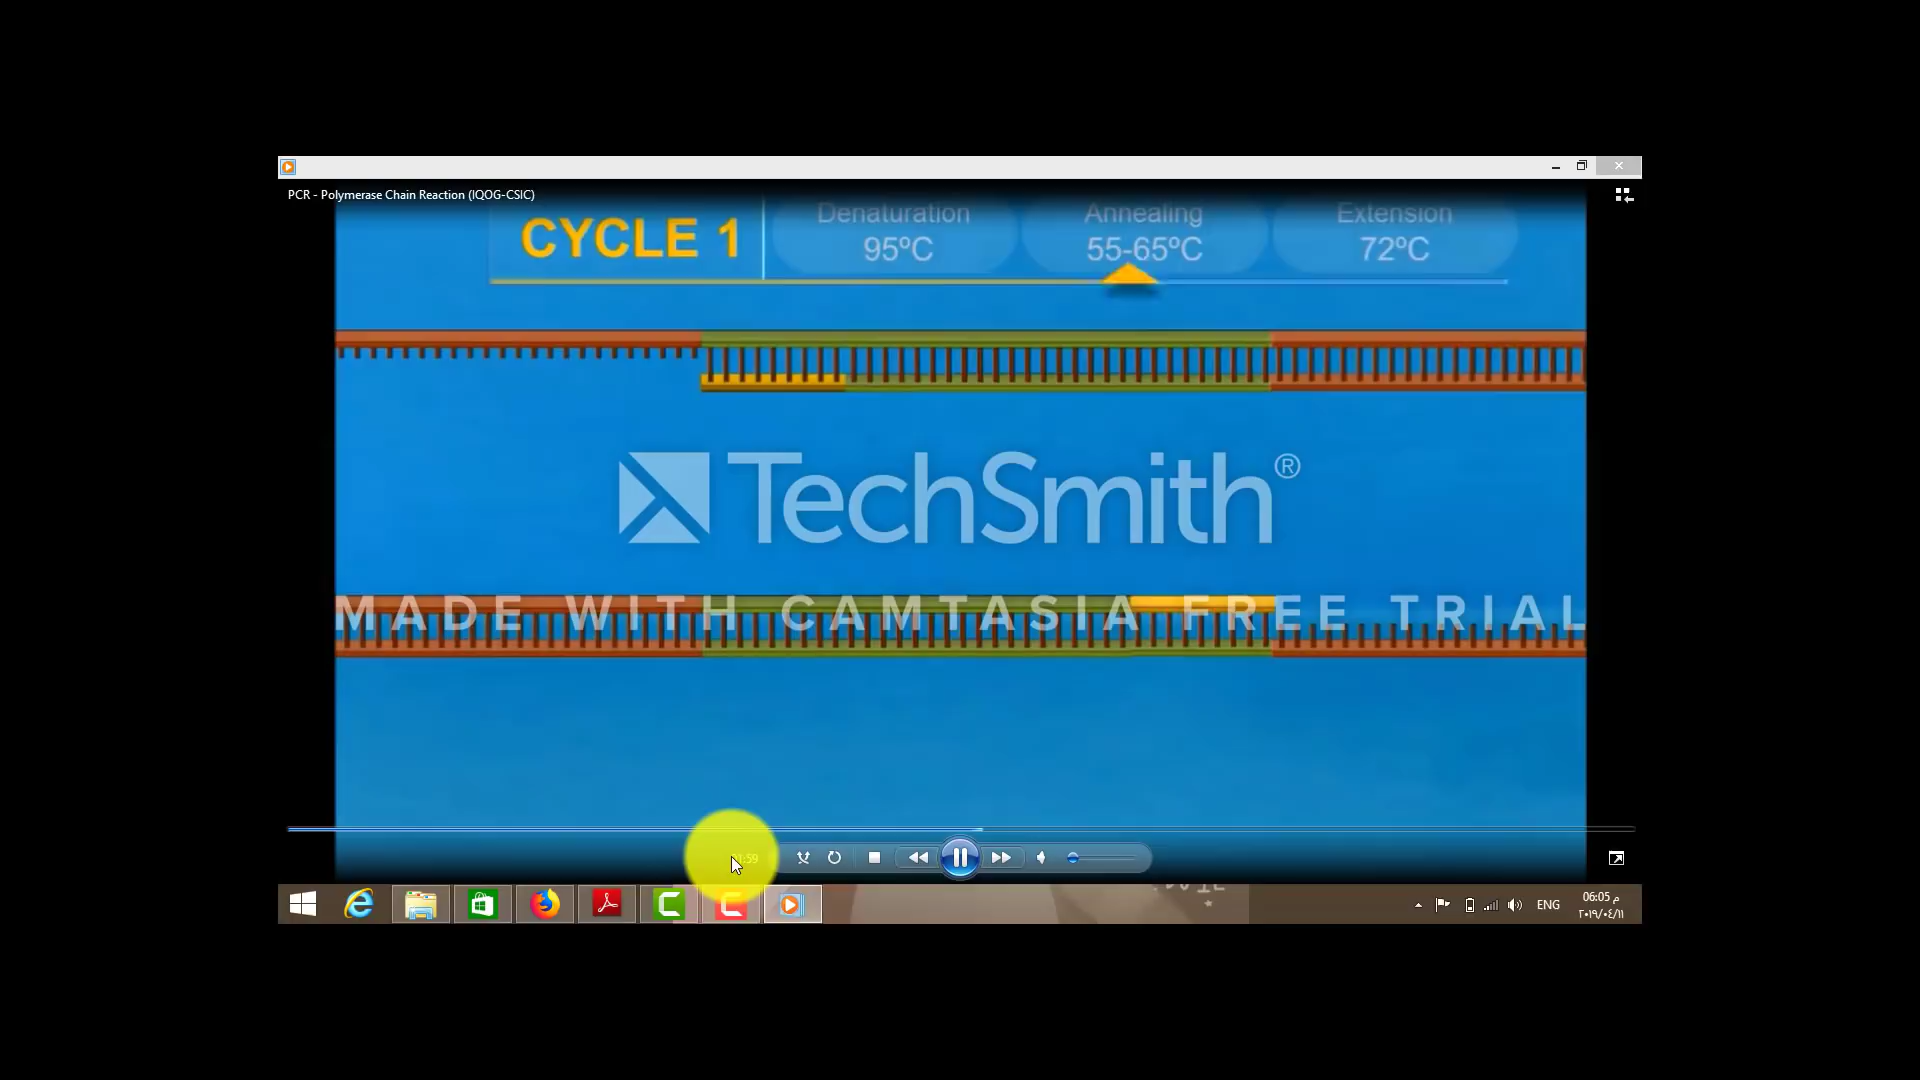 PCR - Polymerase Chain Reaction (IQOG-CSIC)
CYCLE 1
Denaturation
95ºC
Annealing
55-65ºC
Extension
72ºC
TechSmith®
MADE WITH CAMTASIA FREE TRIAL
ENG
06:05 م
٢٠١٩/٠٤/١١